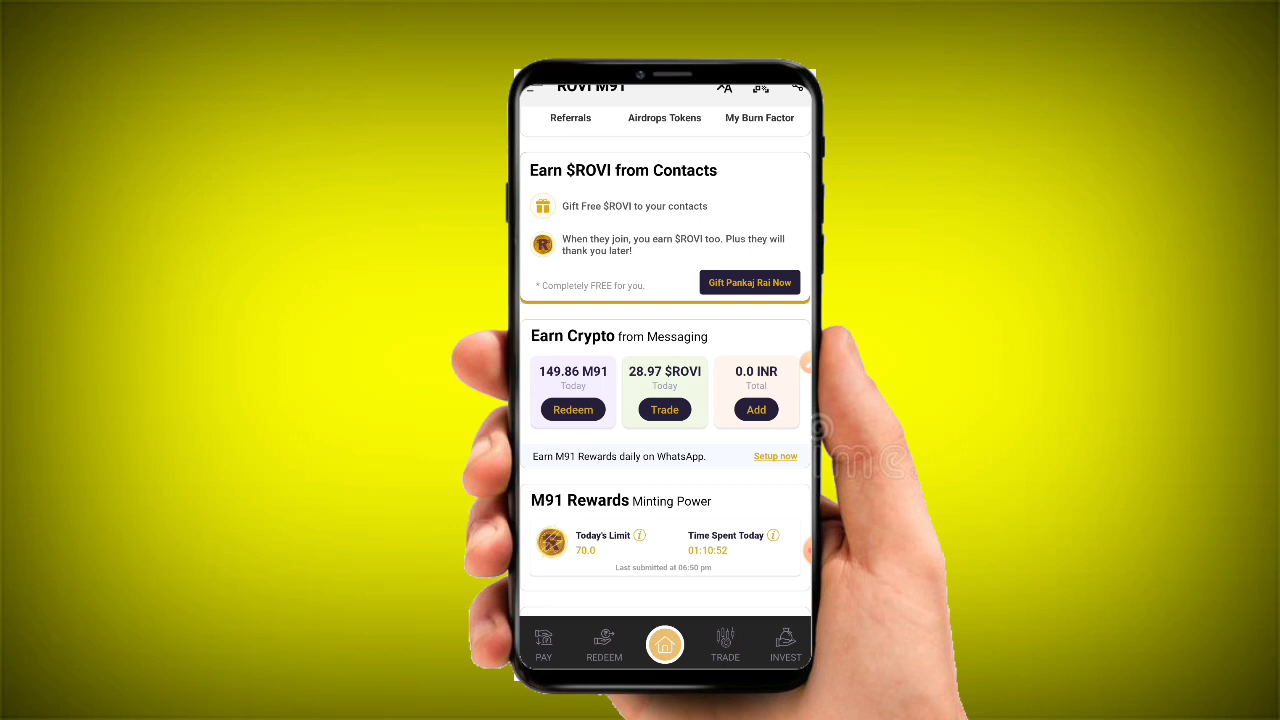 ROVI M91
Referrals Airdrops Tokens My Burn Factor
Earn $ROVI from Contacts
Gift Free $ROVI to your contacts
When they join, you earn $ROVI too. Plus they will
thank you later!
* Completely FREE for you.
Gift Pankaj Rai Now
Earn Crypto from Messaging
149.86 M91 28.97 $ROVI 0.0 INR
Today Today Total
Redeem Trade Add
Earn M91 Rewards daily on WhatsApp. Setup now
M91 Rewards Minting Power
Today's Limit i Time Spent Today i
70.0 01:10:52
Last submitted at 06:50 pm
PAY REDEEM TRADE INVEST